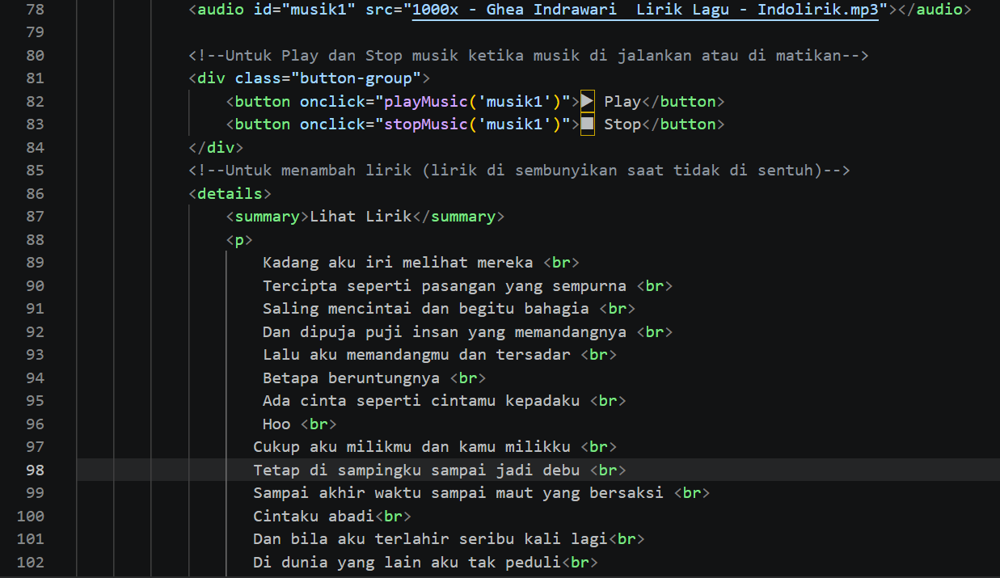 78 <audio id="musik1" src="1000x - Ghea Indrawari  Lirik Lagu - Indolirik.mp3"></audio>
79
80 <!--Untuk Play dan Stop musik ketika musik di jalankan atau di matikan-->
81 <div class="button-group">
82 <button onclick="playMusic('musik1')">▶ Play</button>
83 <button onclick="stopMusic('musik1')">■ Stop</button>
84 </div>
85 <!--Untuk menambah lirik (lirik di sembunyikan saat tidak di sentuh)-->
86 <details>
87 <summary>Lihat Lirik</summary>
88 <p>
89 Kadang aku iri melihat mereka <br>
90 Tercipta seperti pasangan yang sempurna <br>
91 Saling mencintai dan begitu bahagia <br>
92 Dan dipuja puji insan yang memandangnya <br>
93 Lalu aku memandangmu dan tersadar <br>
94 Betapa beruntungnya <br>
95 Ada cinta seperti cintamu kepadaku <br>
96 Hoo <br>
97 Cukup aku milikmu dan kamu milikku <br>
98 Tetap di sampingku sampai jadi debu <br>
99 Sampai akhir waktu sampai maut yang bersaksi <br>
100 Cintaku abadi<br>
101 Dan bila aku terlahir seribu kali lagi<br>
102 Di dunia yang lain aku tak peduli<br>